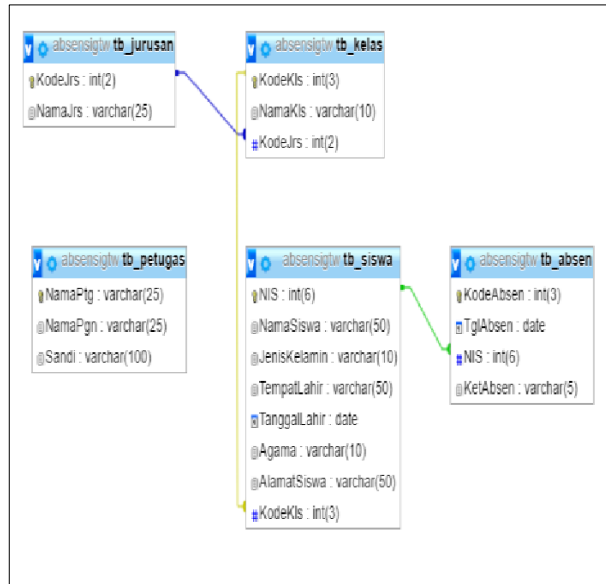 absensigtw tb_jurusan
KodeJrs : int(2)
NamaJrs : varchar(25)
absensigtw tb_kelas
KodeKls : int(3)
NamaKls : varchar(10)
#KodeJrs : int(2)
absensigtw tb_petugas
NamaPtg : varchar(25)
NamaPgn : varchar(25)
Sandi : varchar(100)
absensigtw tb_siswa
NIS : int(6)
NamaSiswa : varchar(50)
JenisKelamin : varchar(10)
TempatLahir : varchar(50)
TanggalLahir : date
Agama : varchar(10)
AlamatSiswa : varchar(50)
#KodeKls : int(3)
absensigtw tb_absen
KodeAbsen : int(3)
TglAbsen : date
#NIS : int(6)
KetAbsen : varchar(5)